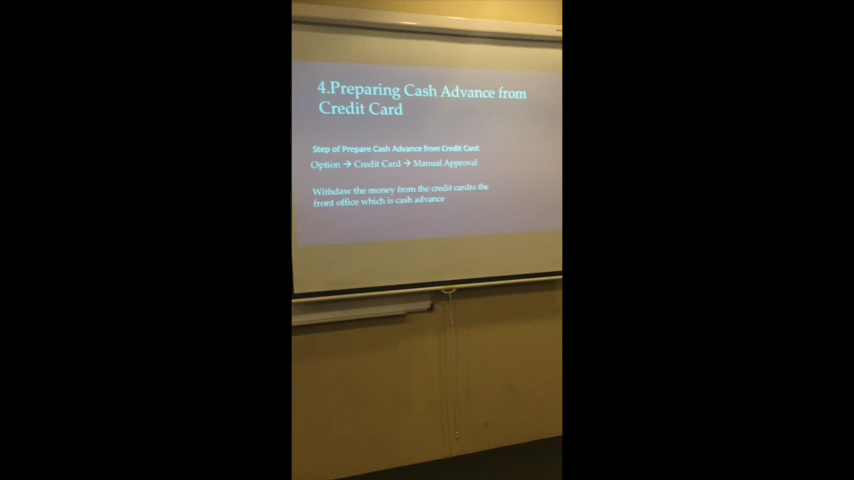 4.Preparing Cash Advance from
Credit Card
Step of Prepare Cash Advance from Credit Card:
Option → Credit Card → Manual Approval
Withdaw the money from the credit cardto the
front office which is cash advance